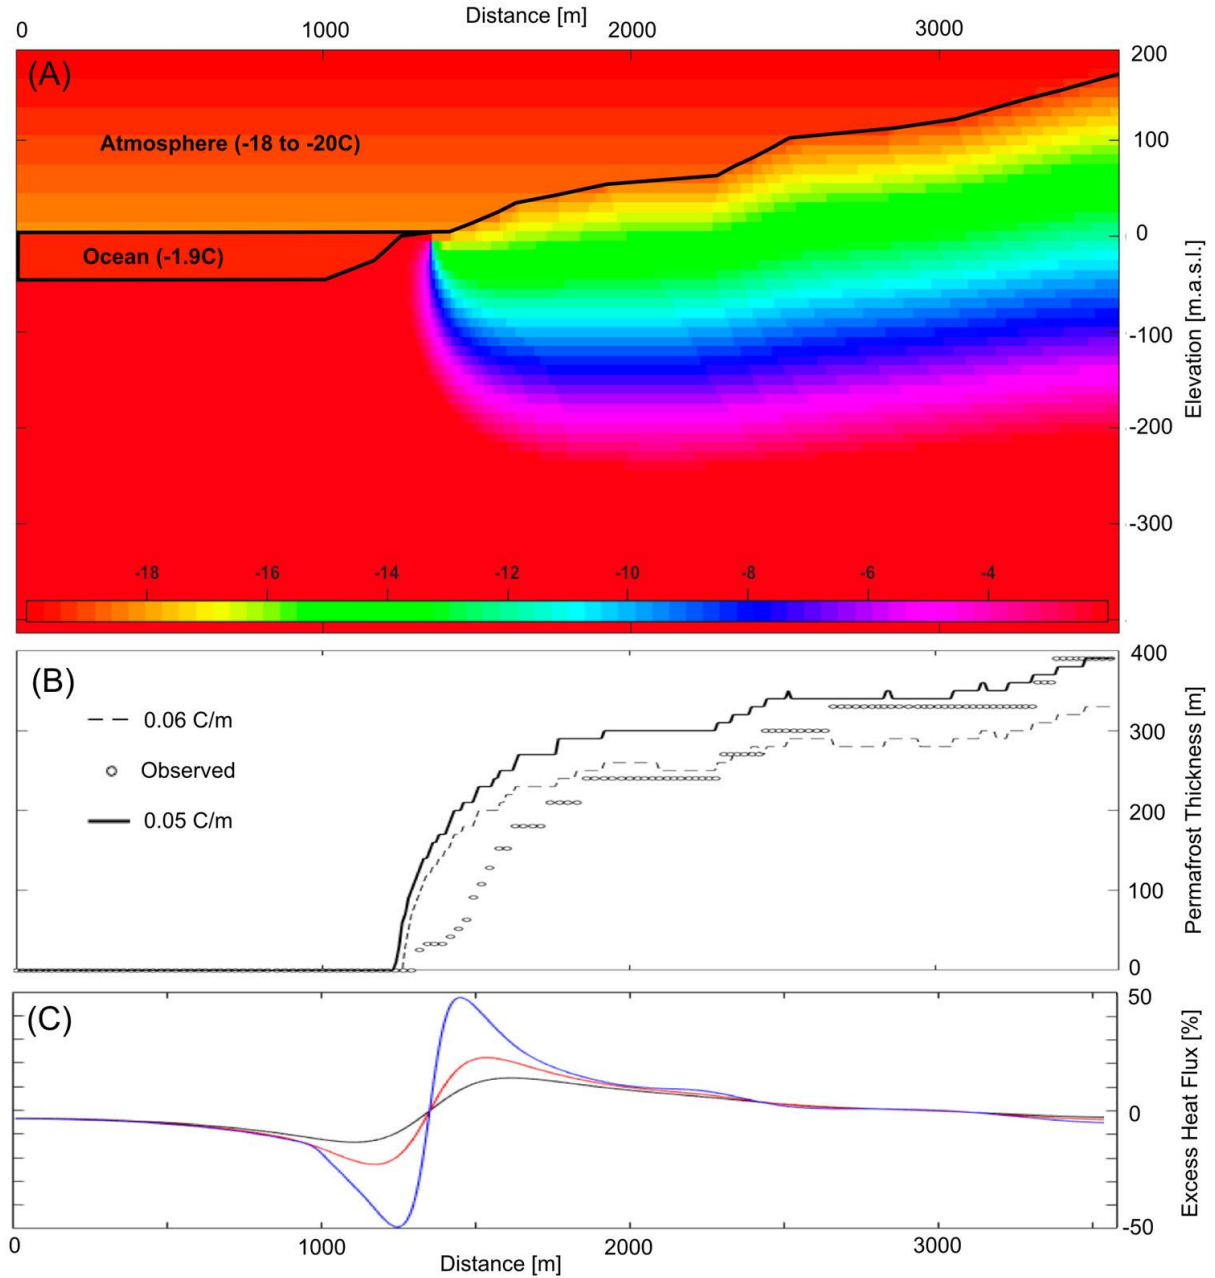 Distance [m]
0 1000 2000 3000
(A)
200
Atmosphere (-18 to -20C)
100
0
Ocean (-1.9C)
-100
Elevation [m.a.s.l.]
-200
-300
-18 -16 -14 -12 -10 -8 -6 -4
(B)
400
0.06 C/m
300
Observed
0.05 C/m
200
100
0
Permafrost Thickness [m]
(C)
50
0
-50
Excess Heat Flux [%]
0 1000 2000 3000
Distance [m]